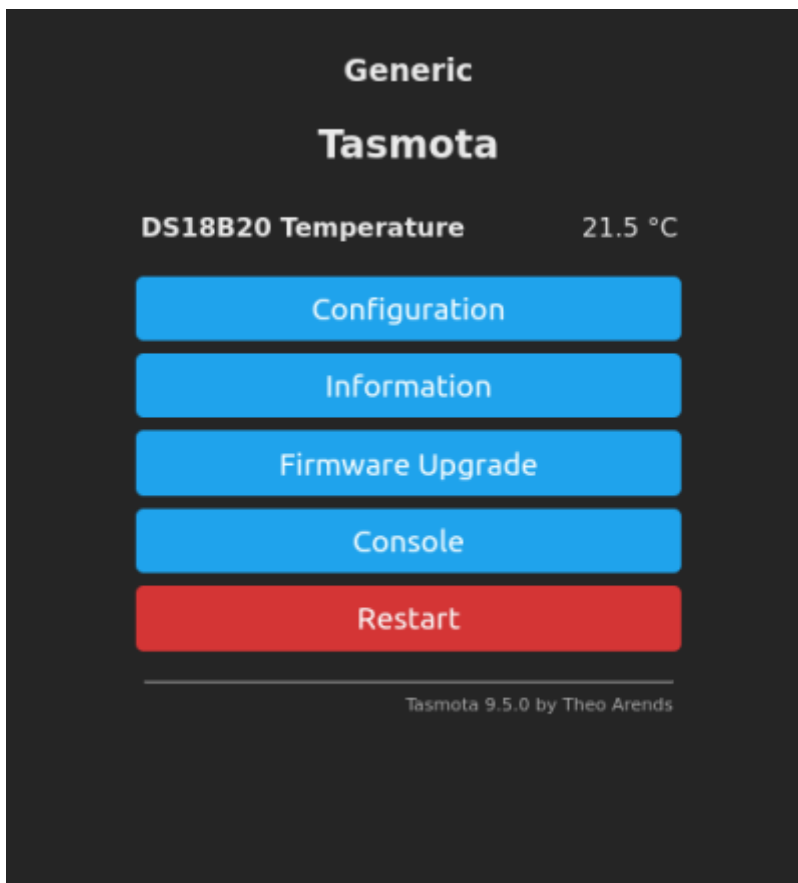 Generic
Tasmota
DS18B20 Temperature 21.5 °C
Configuration
Information
Firmware Upgrade
Console
Restart
Tasmota 9.5.0 by Theo Arends